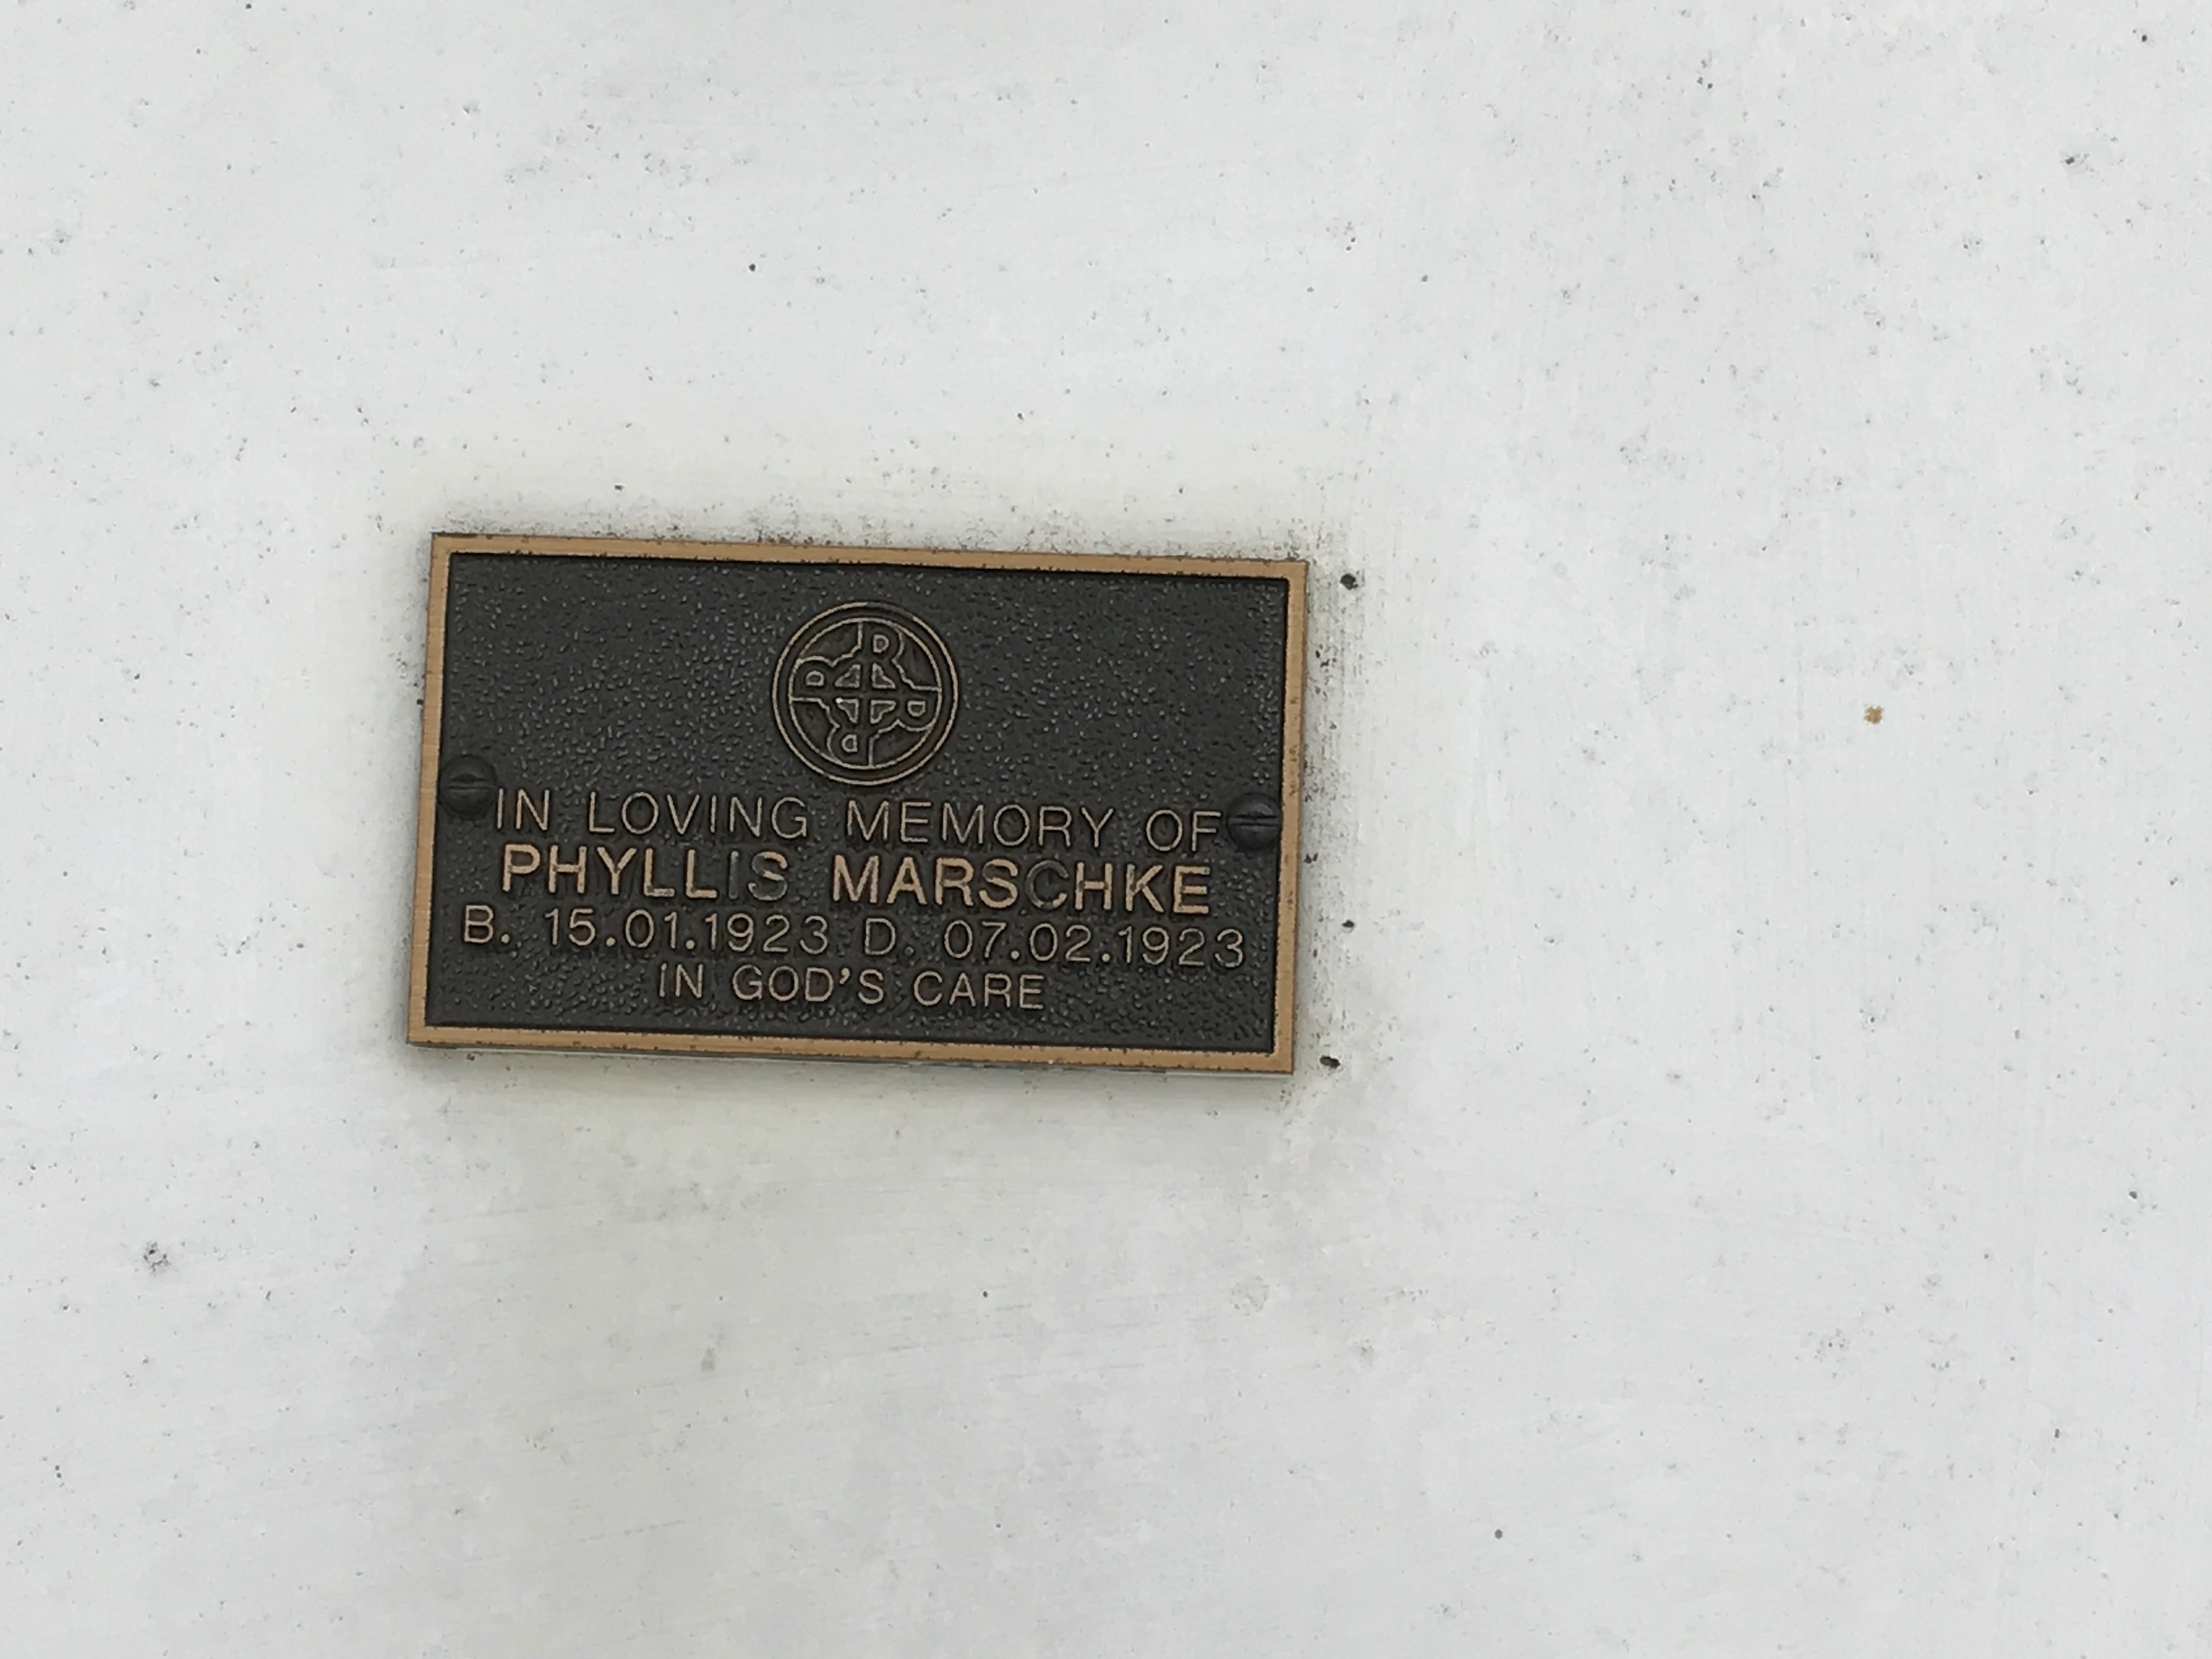 IN LOVING MEMORY OF
PHYLLIS MARSCHKE
B. 15.01.1923 D. 07.02.1923
IN GOD'S CARE